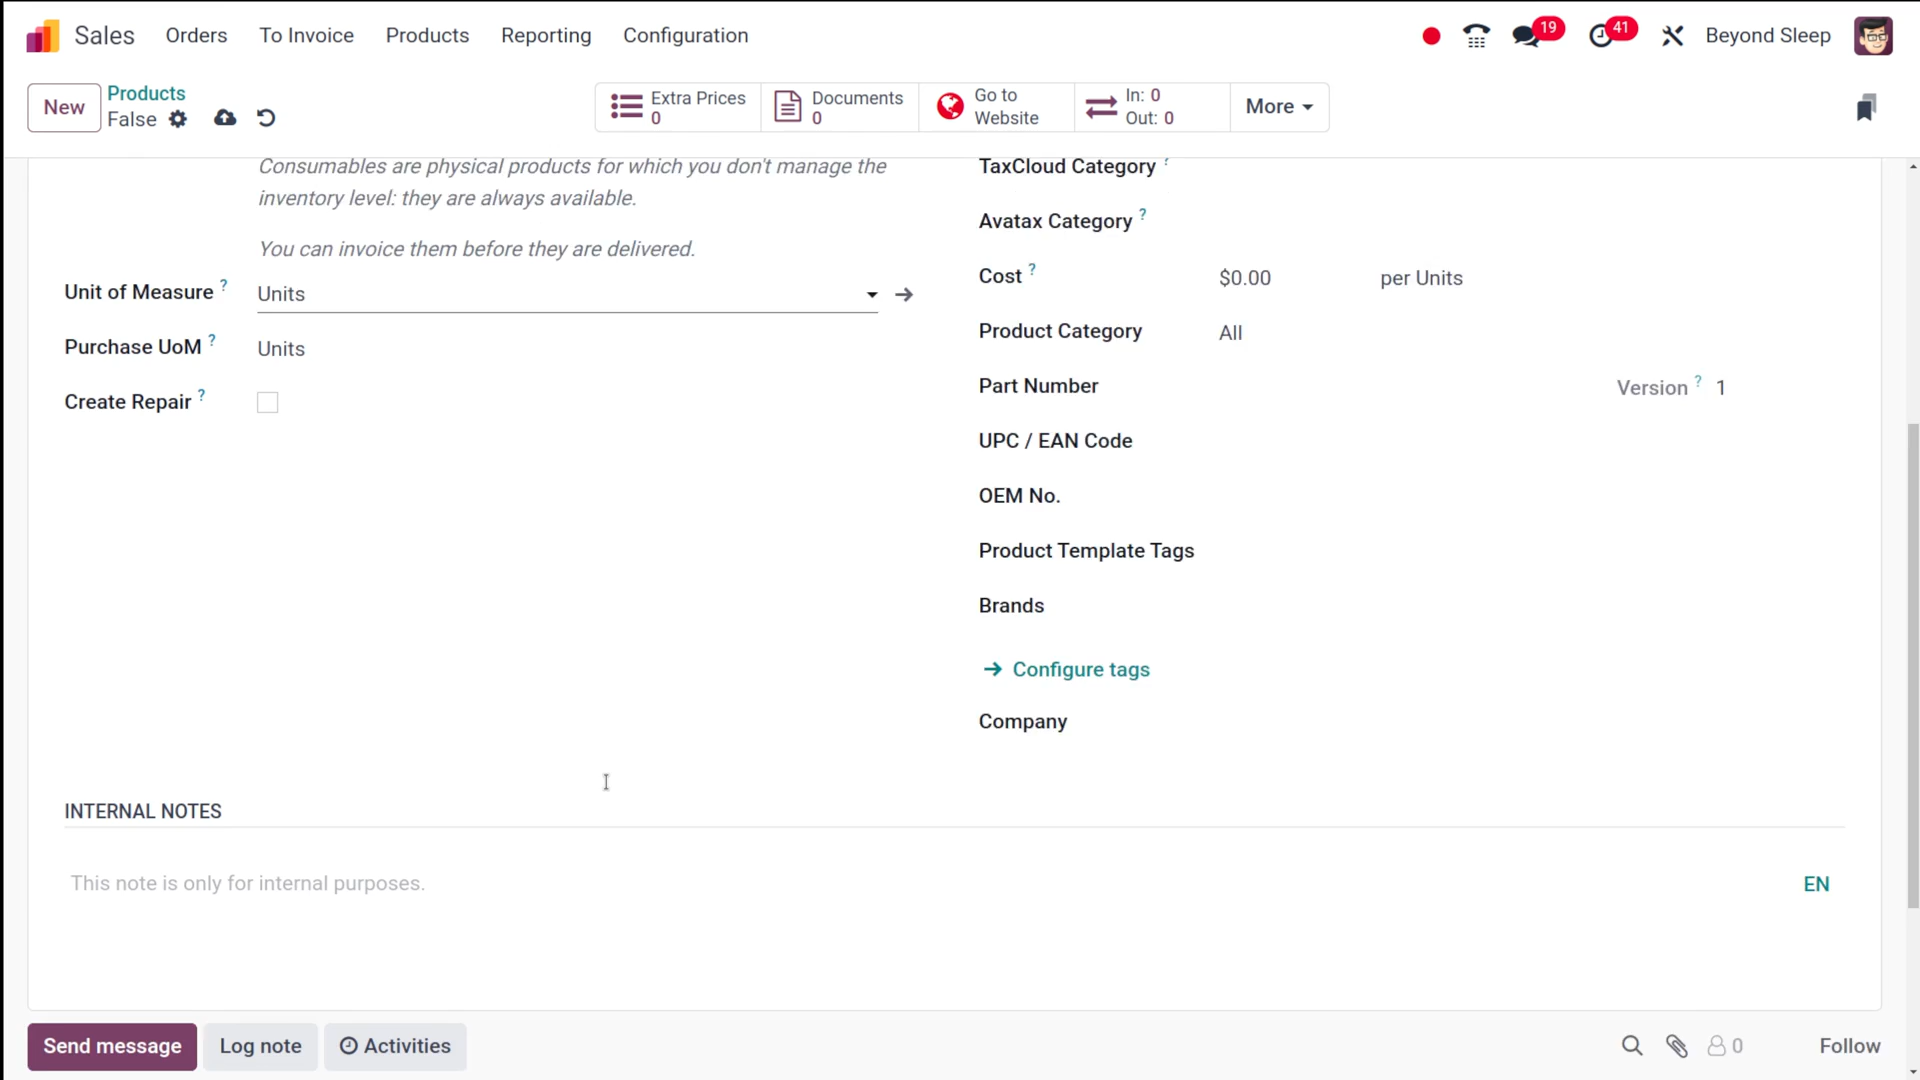 Sales Orders To Invoice Products Reporting Configuration 19 41 Beyond Sleep
New
Products
False
Extra Prices
0
Documents
0
Go to
Website
In: 0
Out: 0
More
Consumables are physical products for which you don't manage the
inventory level: they are always available.
You can invoice them before they are delivered.
Unit of Measure ? Units
Purchase UoM ? Units
Create Repair ?
TaxCloud Category ?
Avatax Category ?
Cost ? $0.00 per Units
Product Category All
Part Number Version ? 1
UPC / EAN Code
OEM No.
Product Template Tags
Brands
Configure tags
Company
INTERNAL NOTES
This note is only for internal purposes. EN
Send message Log note Activities 0 Follow